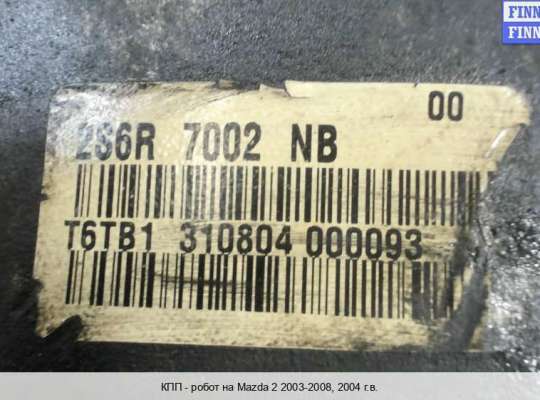 FINN
FINN
00
2S6R 7002 NB
T6TB1 310804 000093
КПП - робот на Mazda 2 2003-2008, 2004 г.в.